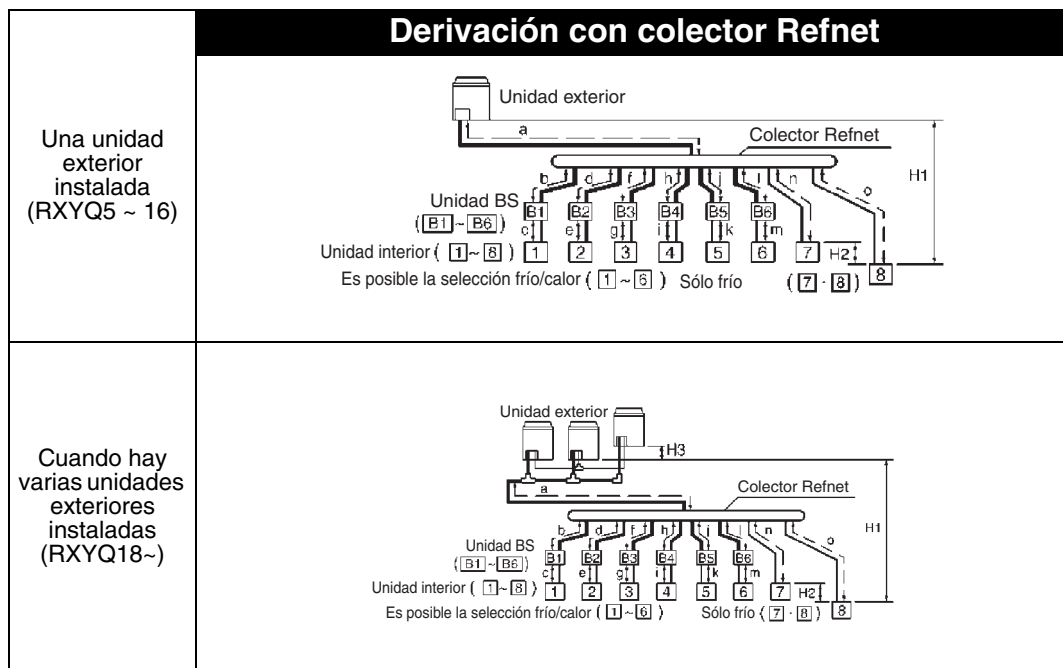 Derivación con colector Refnet
Una unidad
exterior
instalada
(RXYQ5 ~ 16)
Unidad exterior
a
Colector Refnet
H1
b d f h j l n o
Unidad BS
(B1~B6)
B1 B2 B3 B4 B5 B6
c e g i k m
Unidad interior ( 1~8 )
1 2 3 4 5 6 7 H2 8
Es posible la selección frío/calor ( 1~6 ) Sólo frío ( 7 · 8 )
Cuando hay
varias unidades
exteriores
instaladas
(RXYQ18~)
Unidad exterior
H3
a
Colector Refnet
H1
b d f h j l n o
Unidad BS
(B1~B6)
B1 B2 B3 B4 B5 B6
c e g i k m
Unidad interior ( 1~8 )
1 2 3 4 5 6 7 H2 8
Es posible la selección frío/calor ( 1~6 ) Sólo frío ( 7 · 8 )